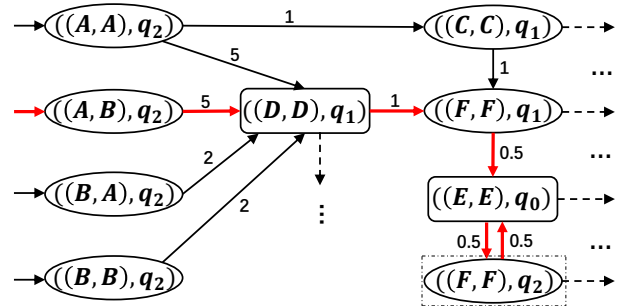 ((A, A), q₂) 1 ((C, C), q₁)
5 1
...
((A, B), q₂) 5 ((D, D), q₁) 1 ((F, F), q₁)
2 0.5 ...
((B, A), q₂) ((E, E), q₀)
2 ⋮
0.5 0.5 ...
((B, B), q₂) ((F, F), q₂)